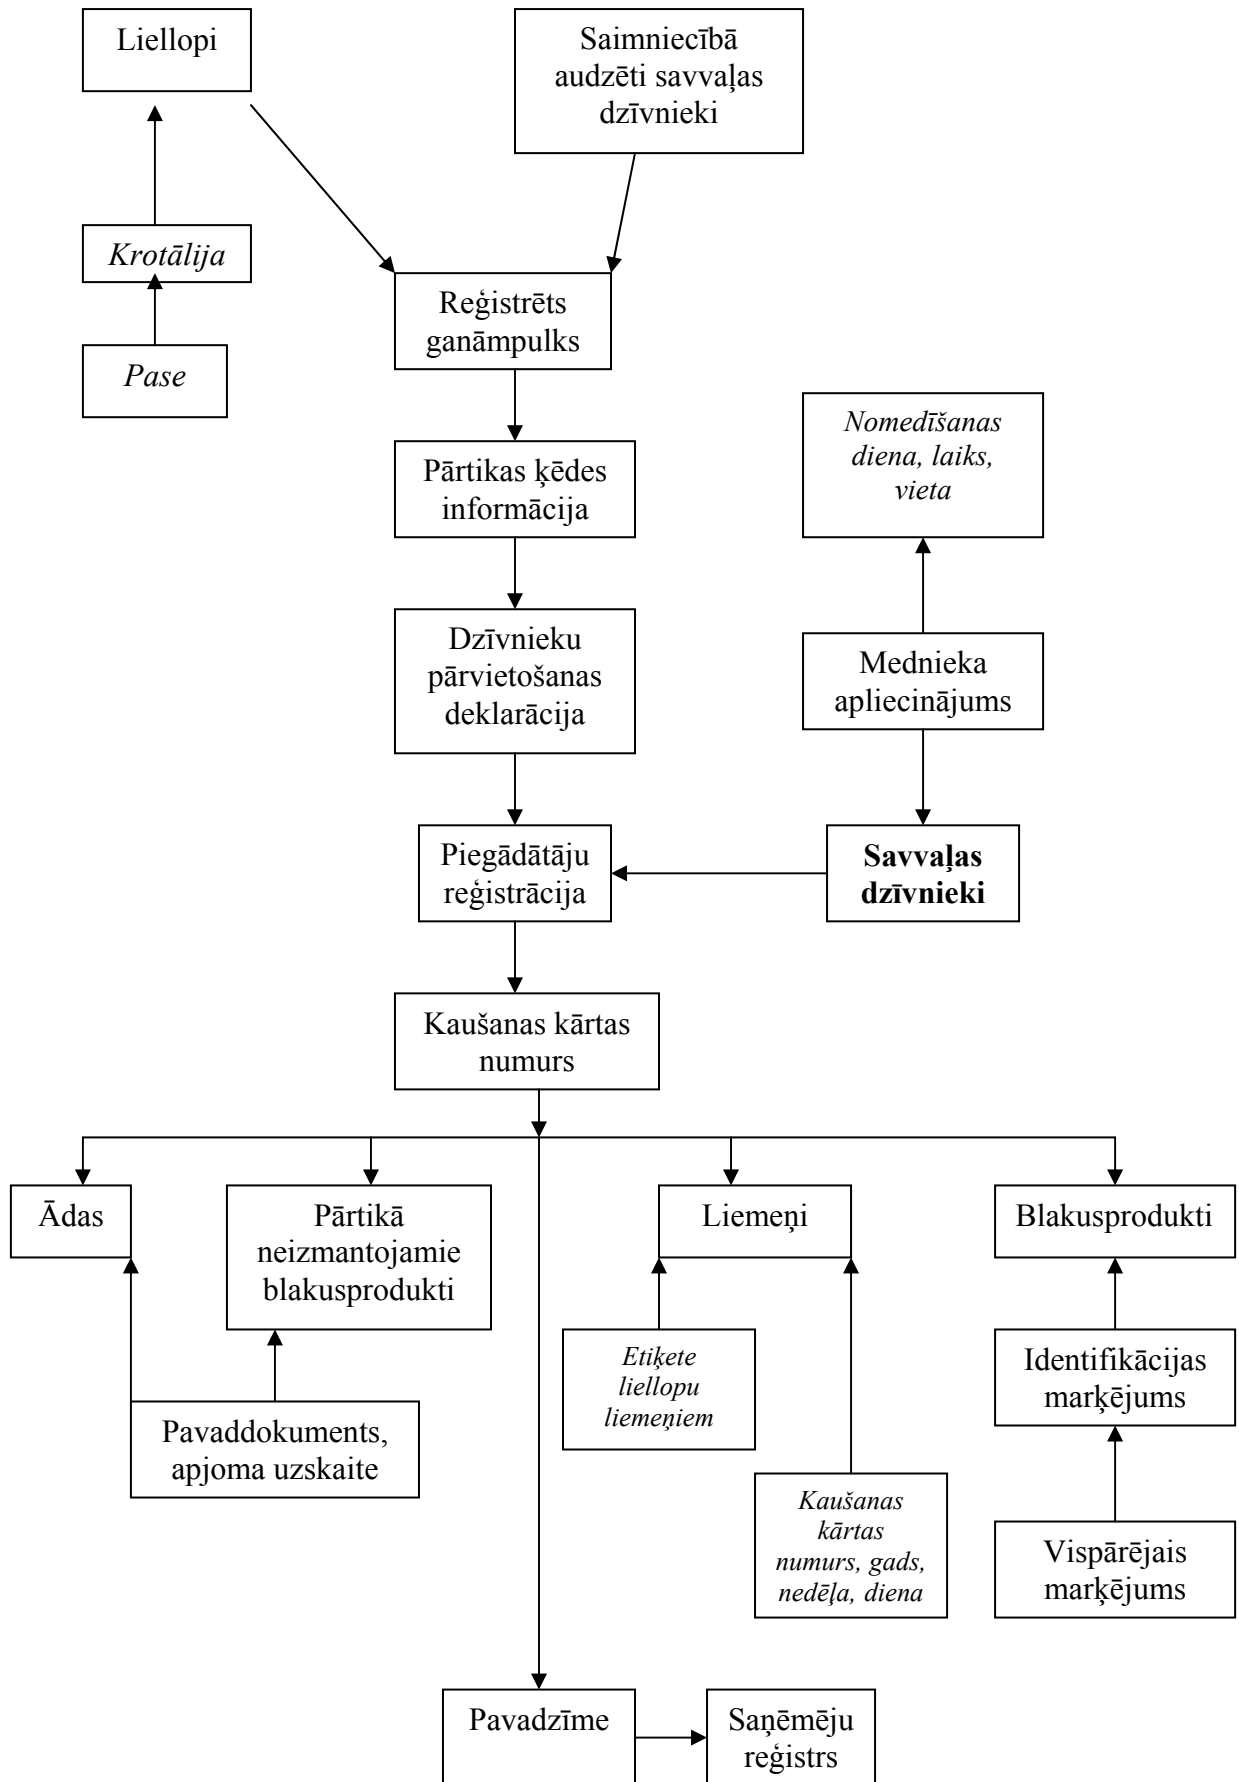 Liellopi
Saimniecībā
audzēti savvaļas
dzīvnieki
Krotālija
Pase
Reģistrēts
ganāmpulks
Nomedīšanas
diena, laiks,
vieta
Pārtikas ķēdes
informācija
Dzīvnieku
pārvietošanas
deklarācija
Mednieka
apliecinājums
Piegādātāju
reģistrācija
Savvaļas
dzīvnieki
Kaušanas kārtas
numurs
Ādas
Pārtikā
neizmantojamie
blakusprodukti
Liemeņi
Blakusprodukti
Etiķete
liellopu
liemeņiem
Identifikācijas
marķējums
Pavaddokuments,
apjoma uzskaite
Kaušanas
kārtas
numurs, gads,
nedēļa, diena
Vispārējais
marķējums
Pavadzīme
Saņēmēju
reģistrs